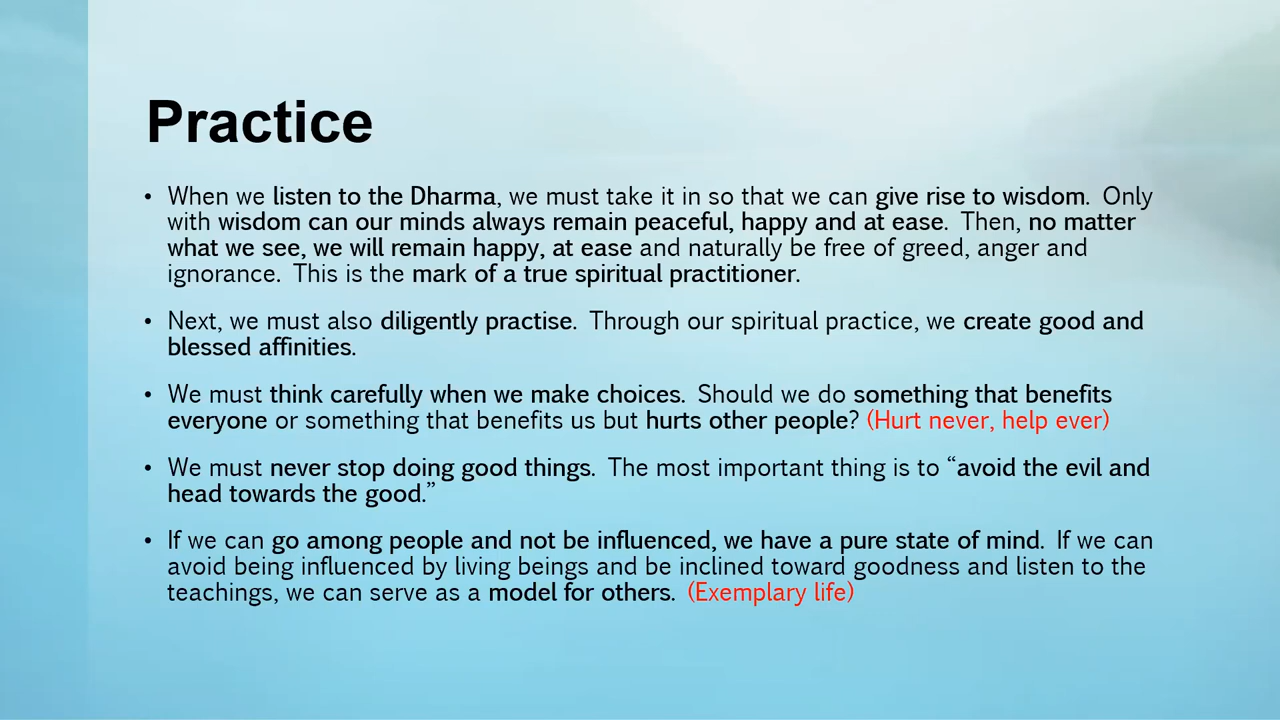 Practice
• When we listen to the Dharma, we must take it in so that we can give rise to wisdom. Only
with wisdom can our minds always remain peaceful, happy and at ease. Then, no matter
what we see, we will remain happy, at ease and naturally be free of greed, anger and
ignorance. This is the mark of a true spiritual practitioner.
• Next, we must also diligently practise. Through our spiritual practice, we create good and
blessed affinities.
• We must think carefully when we make choices. Should we do something that benefits
everyone or something that benefits us but hurts other people? (Hurt never, help ever)
• We must never stop doing good things. The most important thing is to “avoid the evil and
head towards the good.”
• If we can go among people and not be influenced, we have a pure state of mind. If we can
avoid being influenced by living beings and be inclined toward goodness and listen to the
teachings, we can serve as a model for others. (Exemplary life)